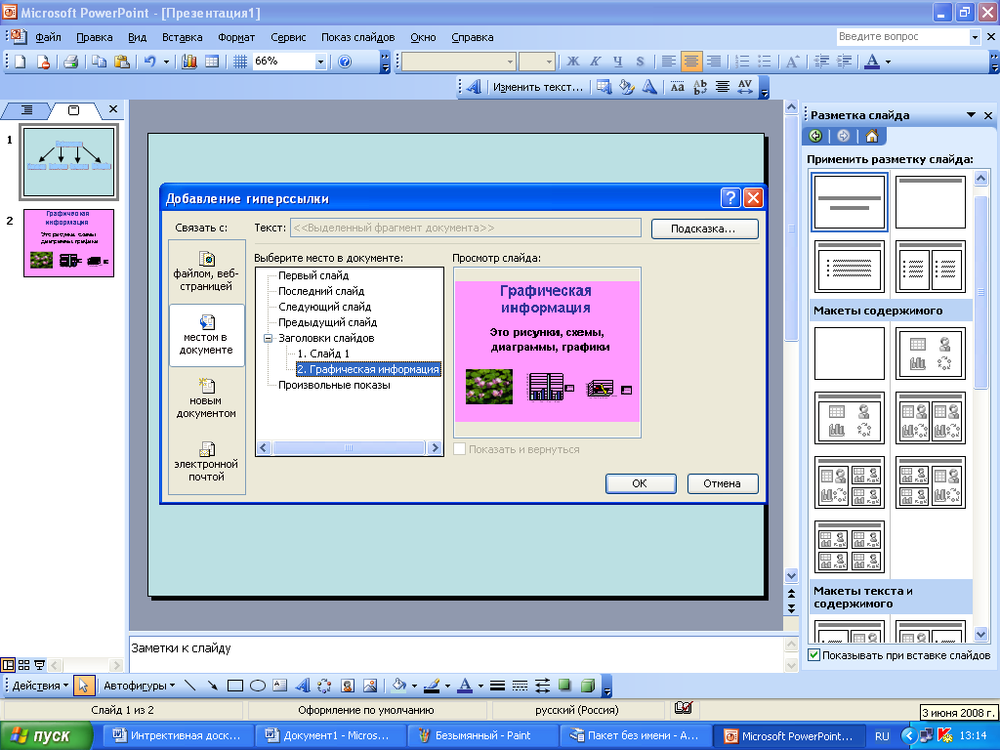 Microsoft PowerPoint - [Презентация1]
Файл Правка Вид Вставка Формат Сервис Показ слайдов Окно Справка
Введите вопрос
66%
Ж К Ч S
Изменить текст...
Разметка слайда
Применить разметку слайда:
1
2
Графическая
информация
Это рисунки, схемы,
диаграммы, графики
Добавление гиперссылки
Связать с:
Текст: <<Выделенный фрагмент документа>>
Подсказка...
файлом, веб-
страницей
местом в
документе
новым
документом
электронной
почтой
Выберите место в документе:
Первый слайд
Последний слайд
Следующий слайд
Предыдущий слайд
Заголовки слайдов
1. Слайд 1
2. Графическая информация
Произвольные показы
Просмотр слайда:
Графическая
информация
Это рисунки, схемы,
диаграммы, графики
Показать и вернуться
ОК
Отмена
Макеты содержимого
Макеты текста и
содержимого
Показывать при вставке слайдов
Заметки к слайду
Действия Автофигуры
Слайд 1 из 2
Оформление по умолчанию
русский (Россия)
3 июня 2008 г.
пуск
Интрективная доск...
Документ1 - Micros...
Безымянный - Paint
Пакет без имени - A...
Microsoft PowerPoint...
RU
13:14